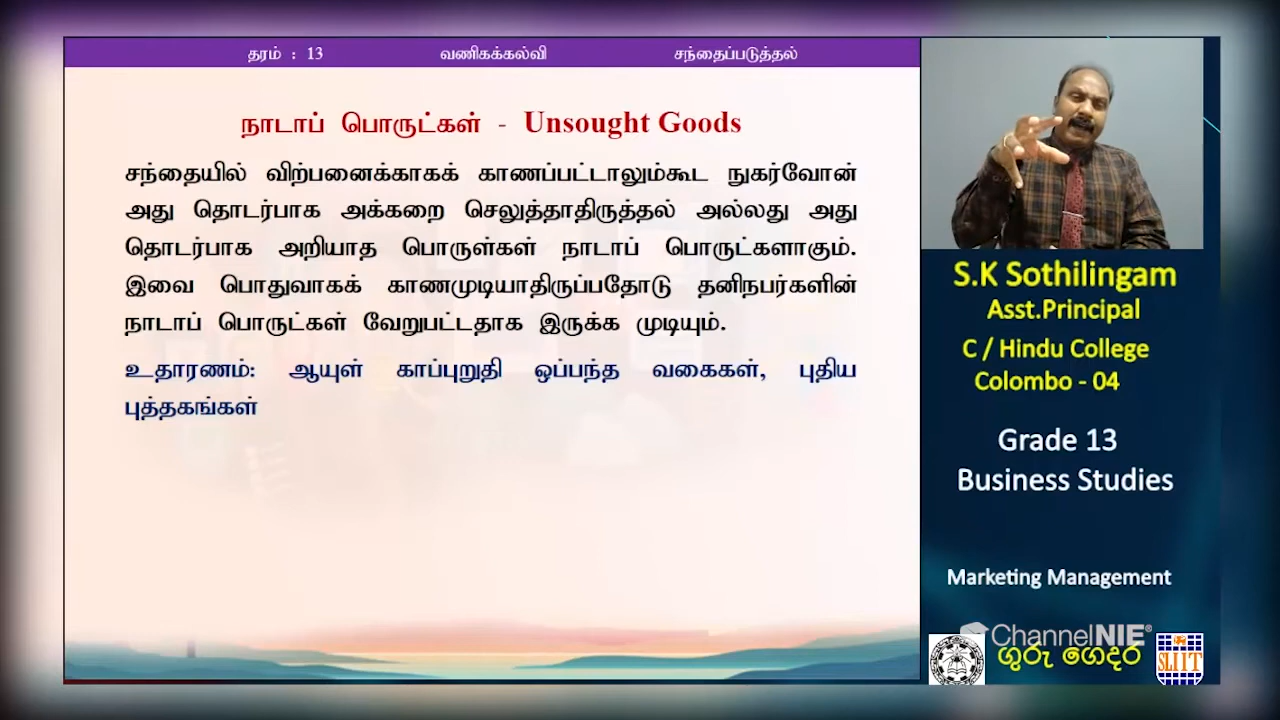 தரம் : 13 வணிகக்கல்வி சந்தைப்படுத்தல்
நாடாப் பொருட்கள் - Unsought Goods
சந்தையில் விற்பனைக்காகக் காணப்பட்டாலும்கூட நுகர்வோன்
அது தொடர்பாக அக்கறை செலுத்தாதிருத்தல் அல்லது அது
தொடர்பாக அறியாத பொருள்கள் நாடாப் பொருட்களாகும்.
இவை பொதுவாகக் காணமுடியாதிருப்பதோடு தனிநபர்களின்
நாடாப் பொருட்கள் வேறுபட்டதாக இருக்க முடியும்.
உதாரணம்: ஆயுள் காப்புறுதி ஒப்பந்த வகைகள், புதிய
புத்தகங்கள்
S.K Sothilingam
Asst.Principal
C / Hindu College
Colombo - 04
Grade 13
Business Studies
Marketing Management
ChannelNIE®
ගුරු ගෙදර
SLIIT